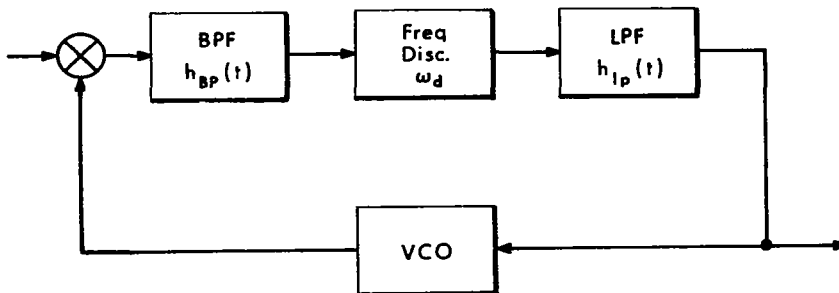 BPF
h_BP(t)
Freq
Disc.
ω_d
LPF
h_lp(t)
VCO